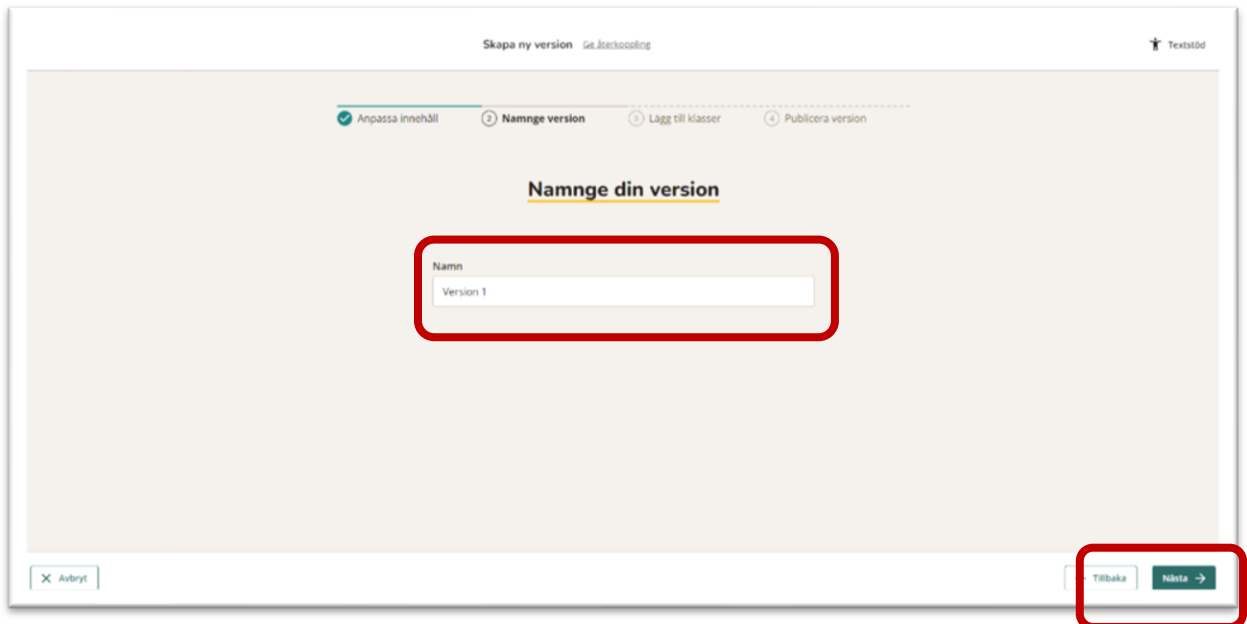 Skapa ny version Ge återkoppling
Textstöd
Anpassa innehåll 2 Namnge version 3 Lägg till klasser 4 Publicera version
Namnge din version
Namn
Version 1
Avbryt
Tillbaka
Nästa